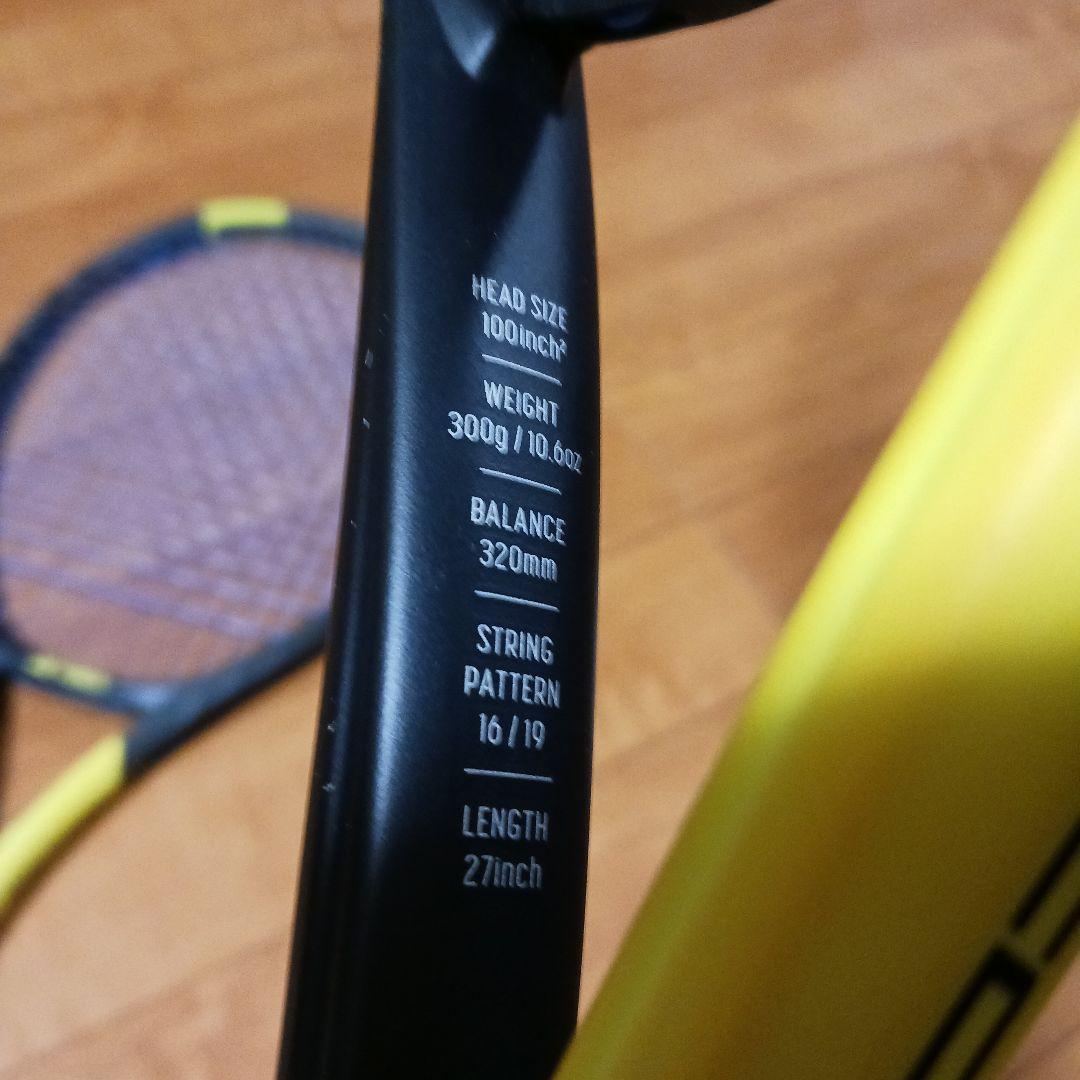 HEAD SIZE
100inch²
WEIGHT
300g / 10.6oz
BALANCE
320mm
STRING
PATTERN
16 / 19
LENGTH
27inch